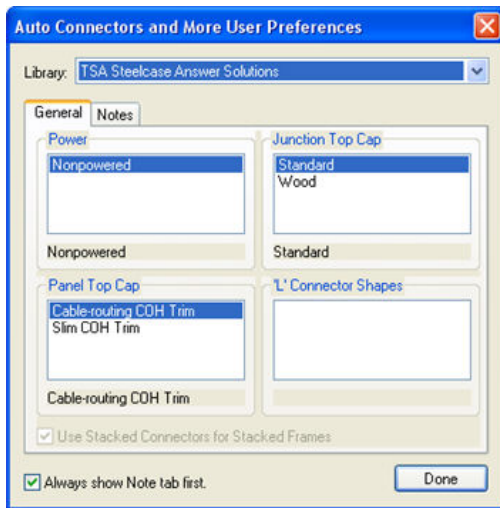 Auto Connectors and More User Preferences
Library: TSA Steelcase Answer Solutions
General Notes
Power
Nonpowered
Nonpowered
Junction Top Cap
Standard
Wood
Standard
Panel Top Cap
Cable-routing COH Trim
Slim COH Trim
Cable-routing COH Trim
'L' Connector Shapes
Use Stacked Connectors for Stacked Frames
Always show Note tab first.
Done